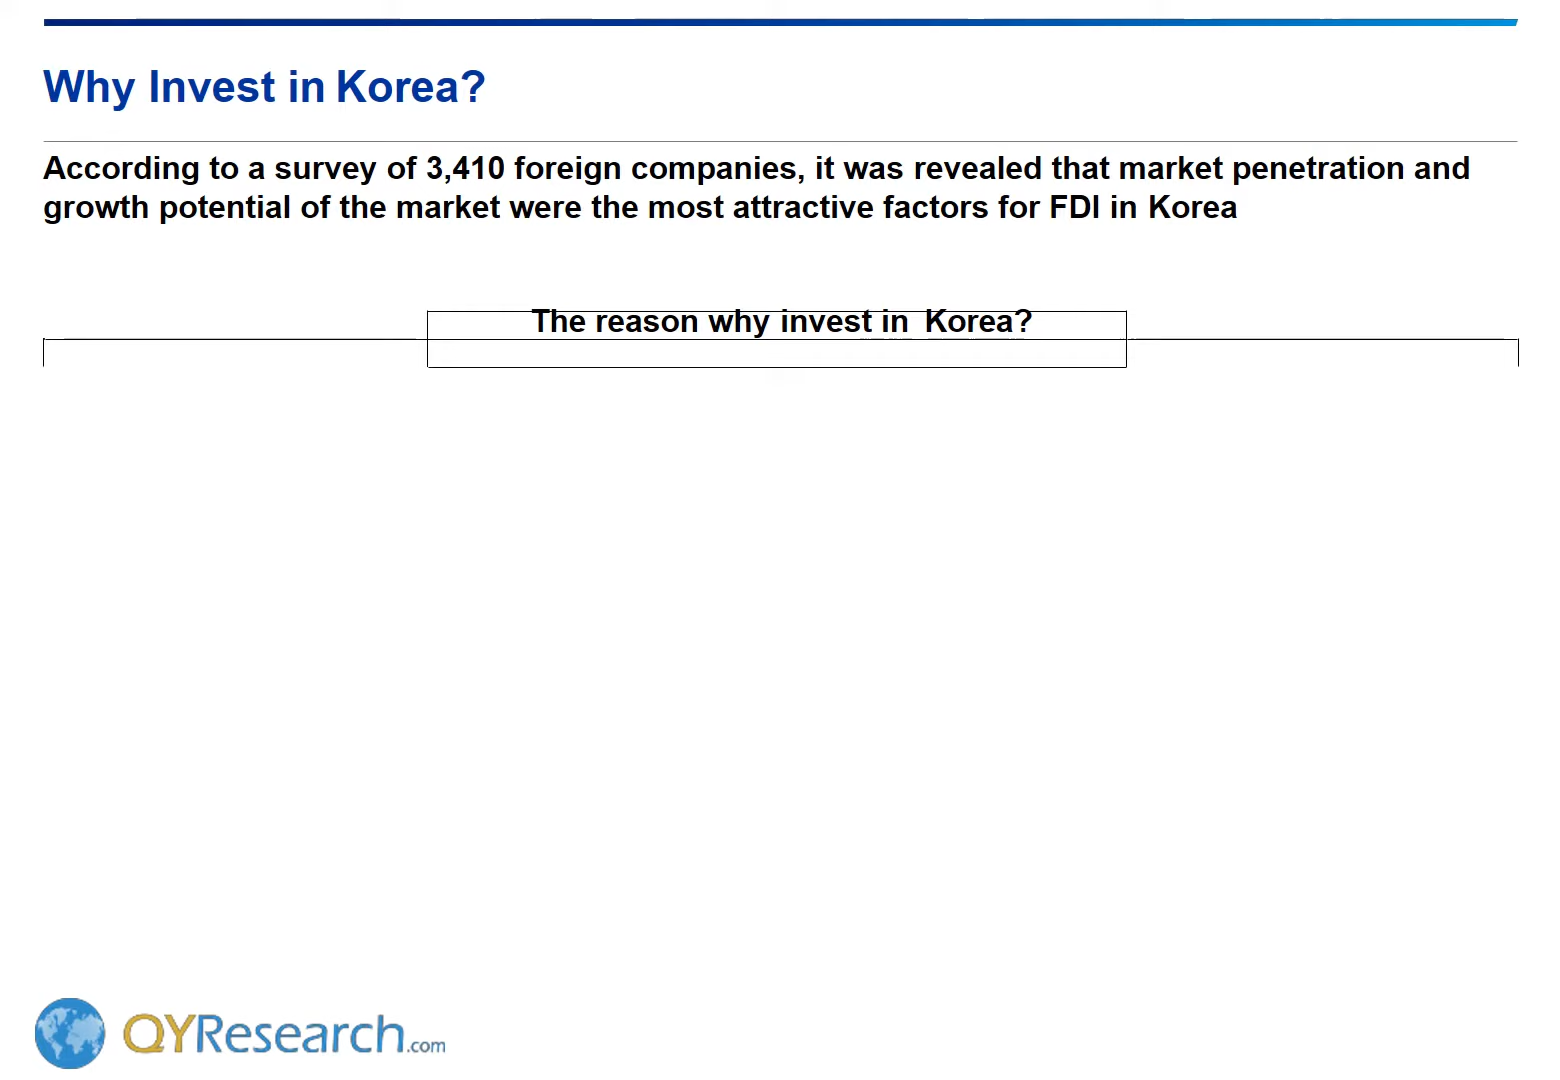 Why Invest in Korea?
According to a survey of 3,410 foreign companies, it was revealed that market penetration and
growth potential of the market were the most attractive factors for FDI in Korea
The reason why invest in Korea?
QYResearch.com